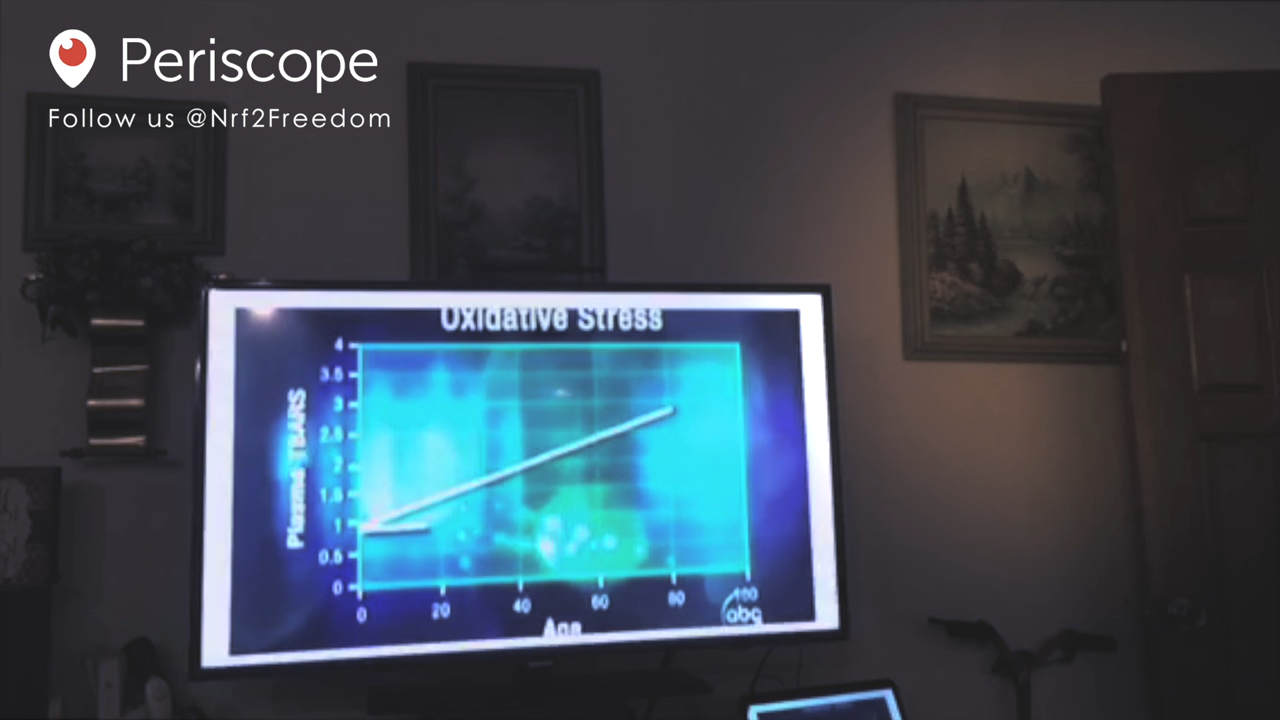 Periscope
Follow us @Nrf2Freedom
Oxidative Stress
4
3.5
3
2.5
2
1.5
1
0.5
0
Plasma TBARS
0 20 40 60 80 100
Age
abc